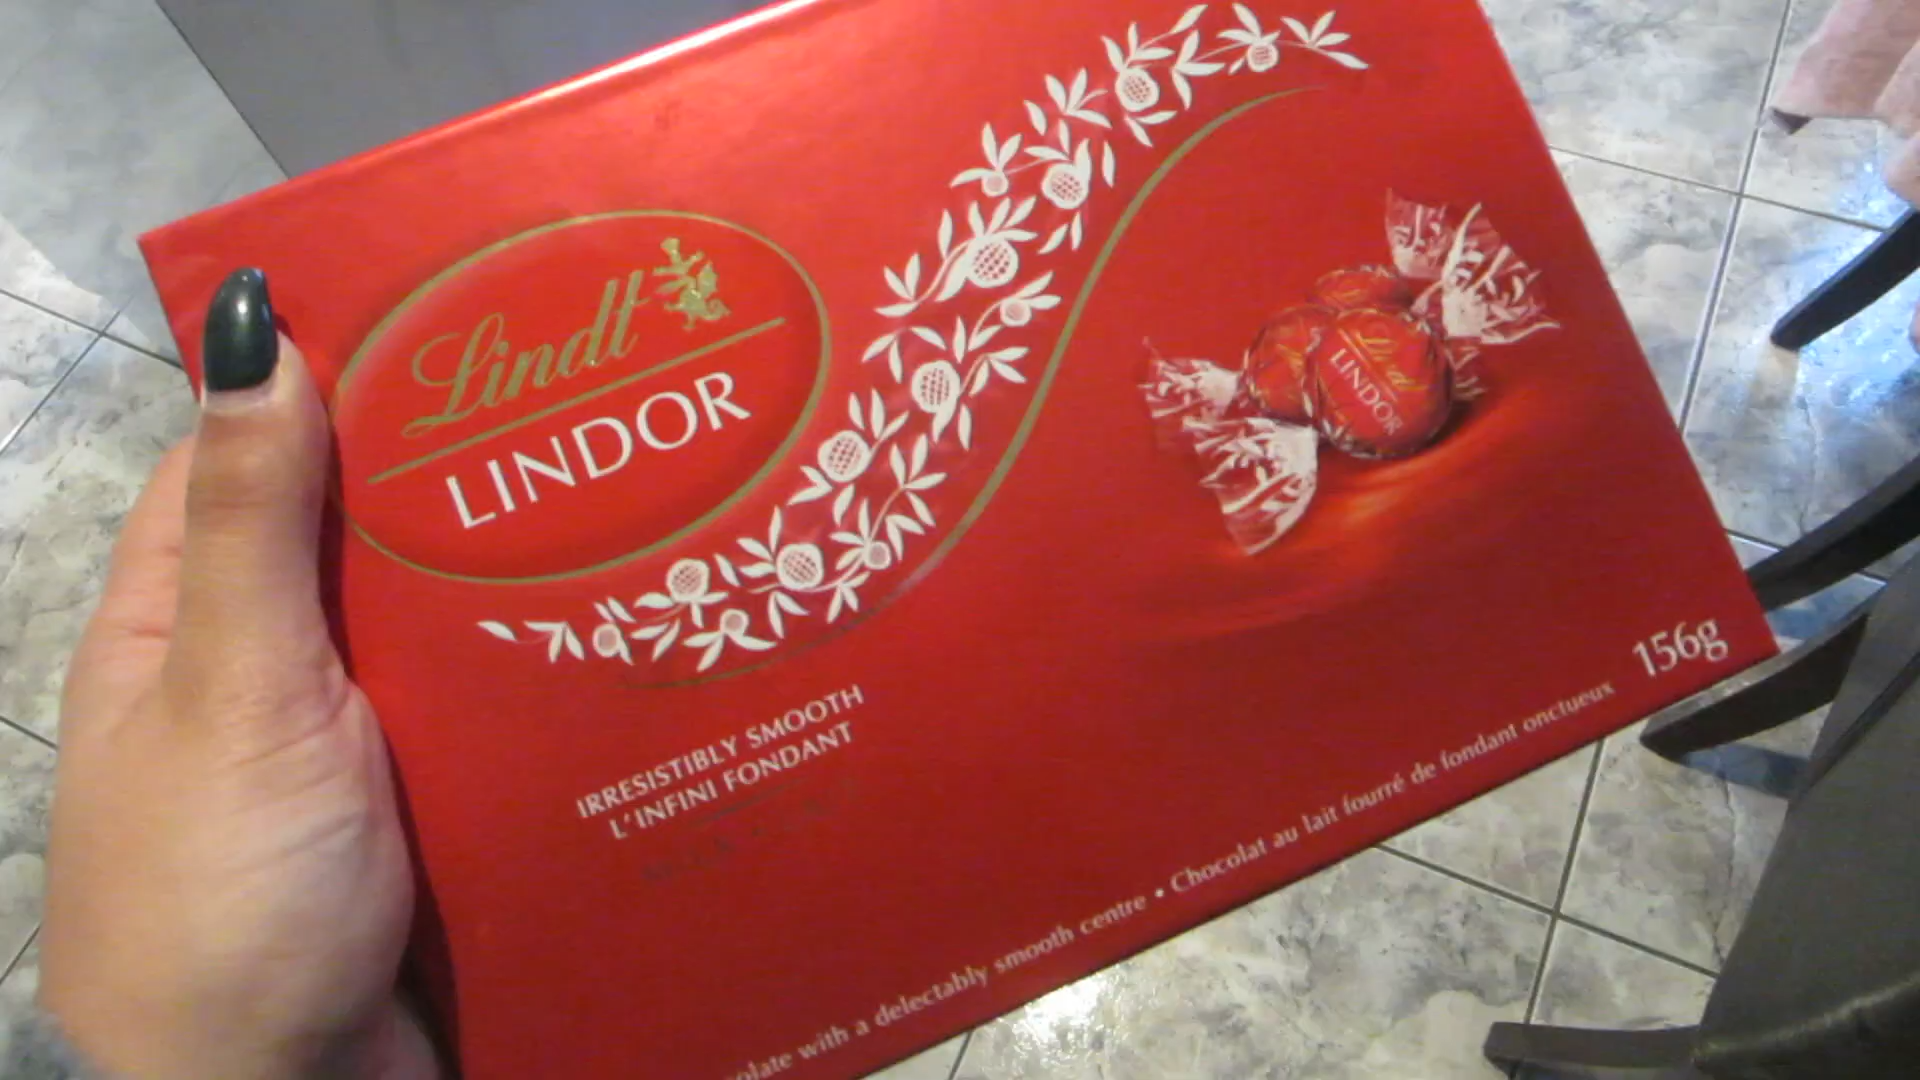 Lindt
LINDOR
Lindt
LINDOR
IRRESISTIBLY SMOOTH
L'INFINI FONDANT
156g
with a delectably smooth centre • Chocolat au lait fourré de fondant onctueux